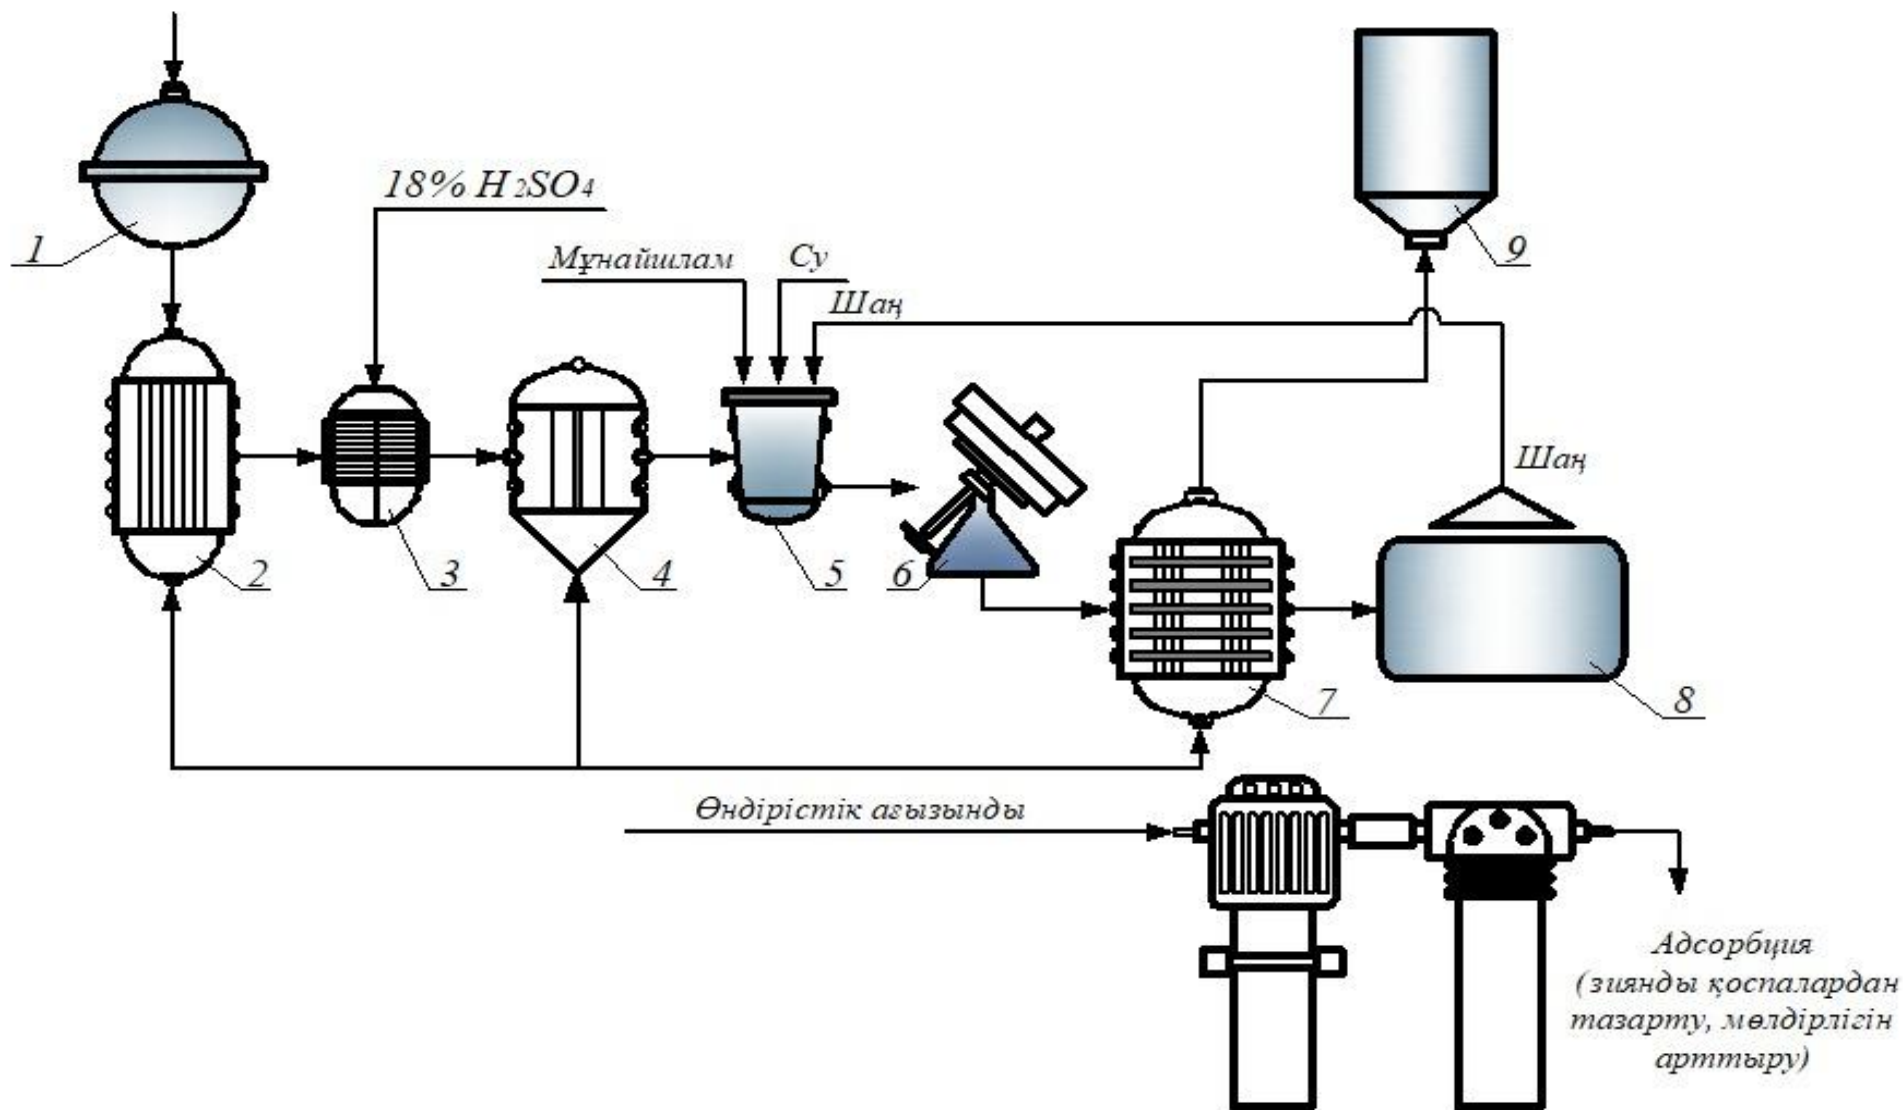 18% H2SO4
1
Мұнайшлам
Су
Шаң
9
Шаң
2
3
4
5
6
7
8
Өндірістік ағызынды
Адсорбция
(зиянды қоспалардан
тазарту, мөлдірлігін
арттыру)